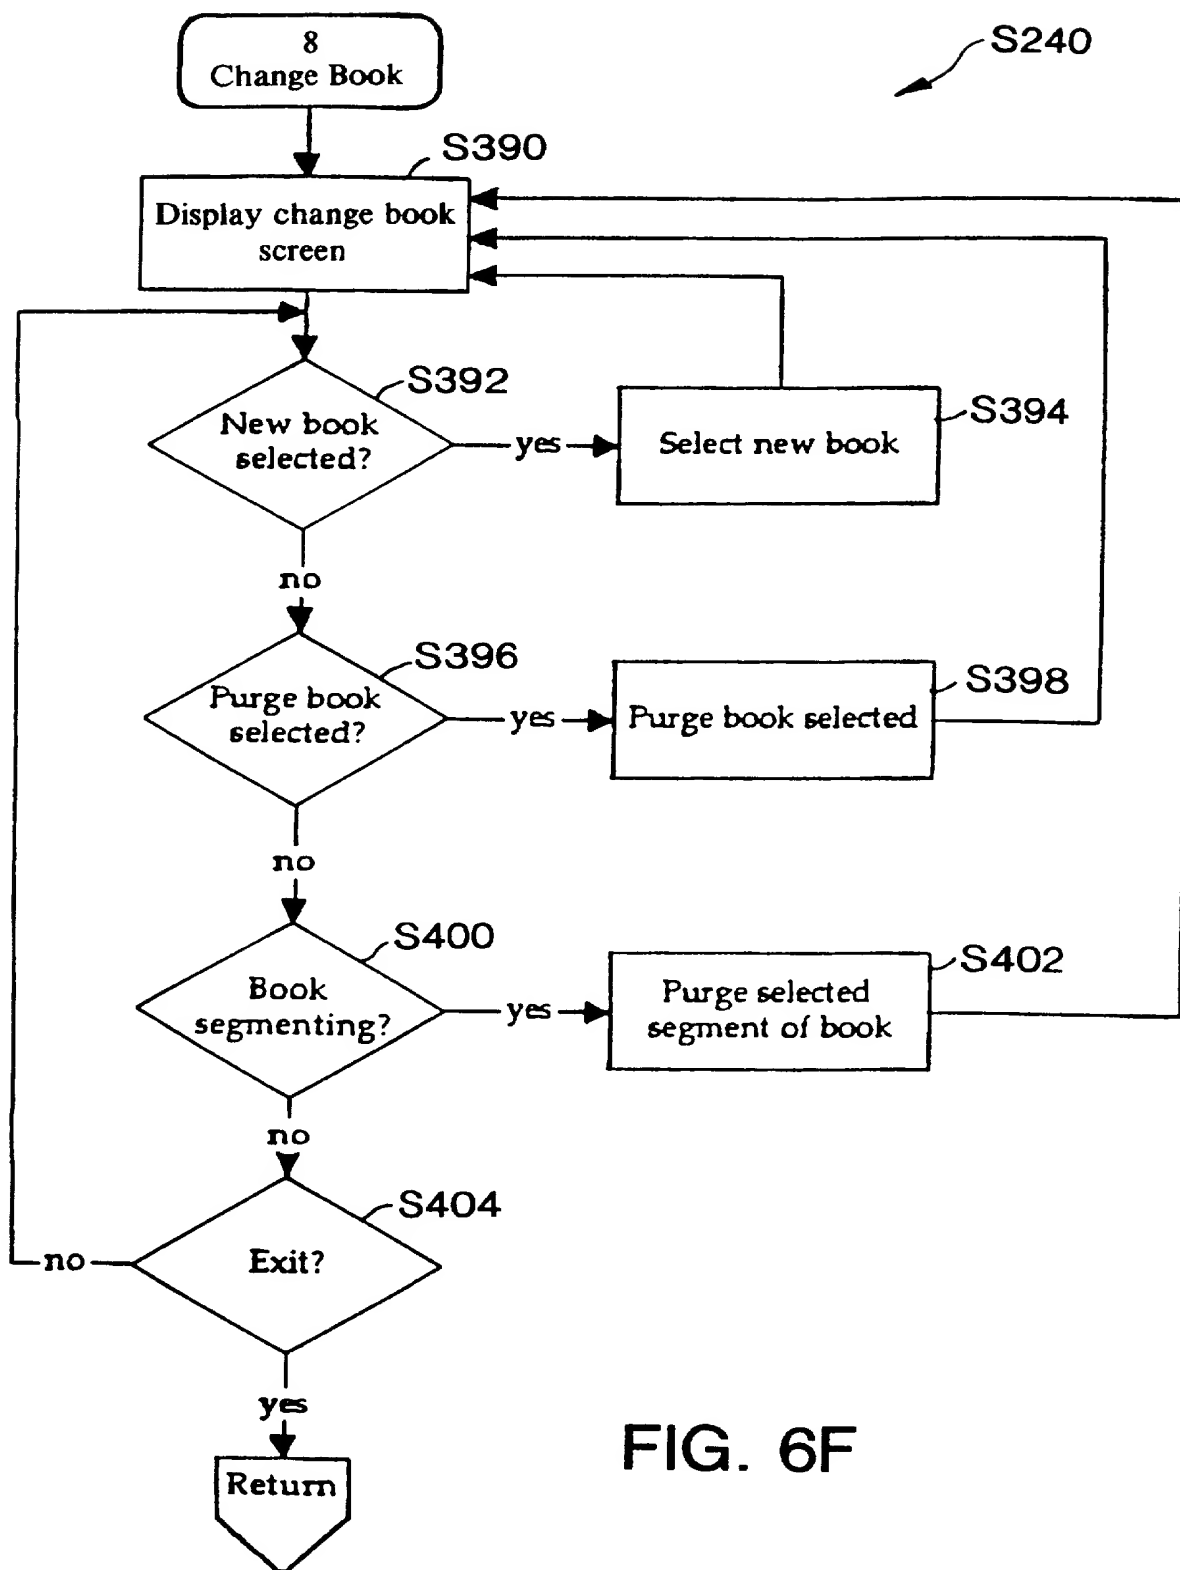 8
Change Book
S240
S390
Display change book
screen
S392
New book
selected?
yes
S394
Select new book
no
S396
Purge book
selected?
yes
S398
Purge book selected
no
S400
Book
segmenting?
yes
S402
Purge selected
segment of book
no
S404
Exit?
no
yes
Return
FIG. 6F